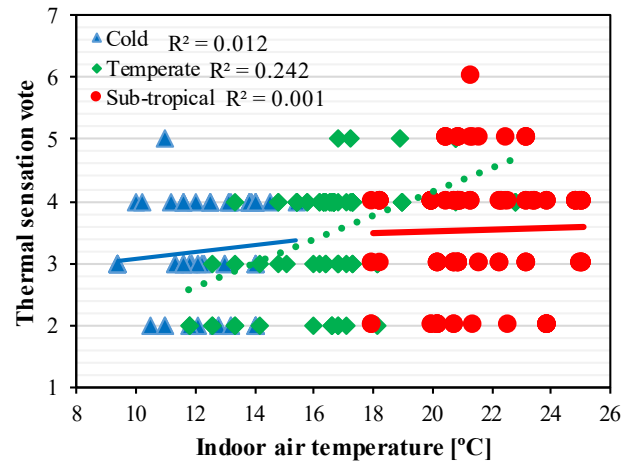 7
6
5
4
3
2
1
Thermal sensation vote
Cold R² = 0.012
Temperate R² = 0.242
Sub-tropical R² = 0.001
8 10 12 14 16 18 20 22 24 26
Indoor air temperature [ºC]